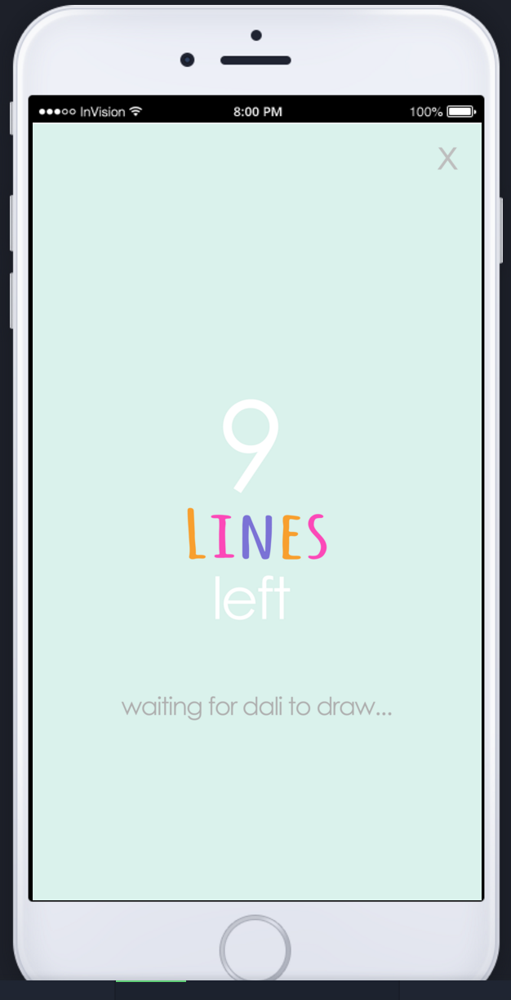 InVision 8:00 PM 100%
X
9
LINES
left
waiting for dali to draw...